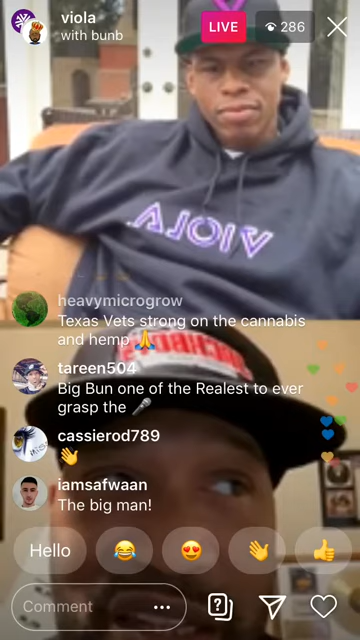 viola
with bunb
LIVE
286
VIOLA
heavymicrogrow
Texas Vets strong on the cannabis
and hemp 🙏
tareen504
Big Bun one of the Realest to ever
grasp the 🎤
cassierod789
👋
iamsafwaan
The big man!
Hello
Comment